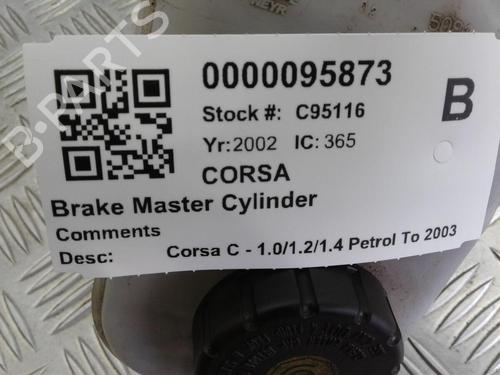 B-PARTS
0000095873
Stock #: C95116
B
Yr:2002 IC: 365
CORSA
Brake Master Cylinder
Comments
Desc: Corsa C - 1.0/1.2/1.4 Petrol To 2003